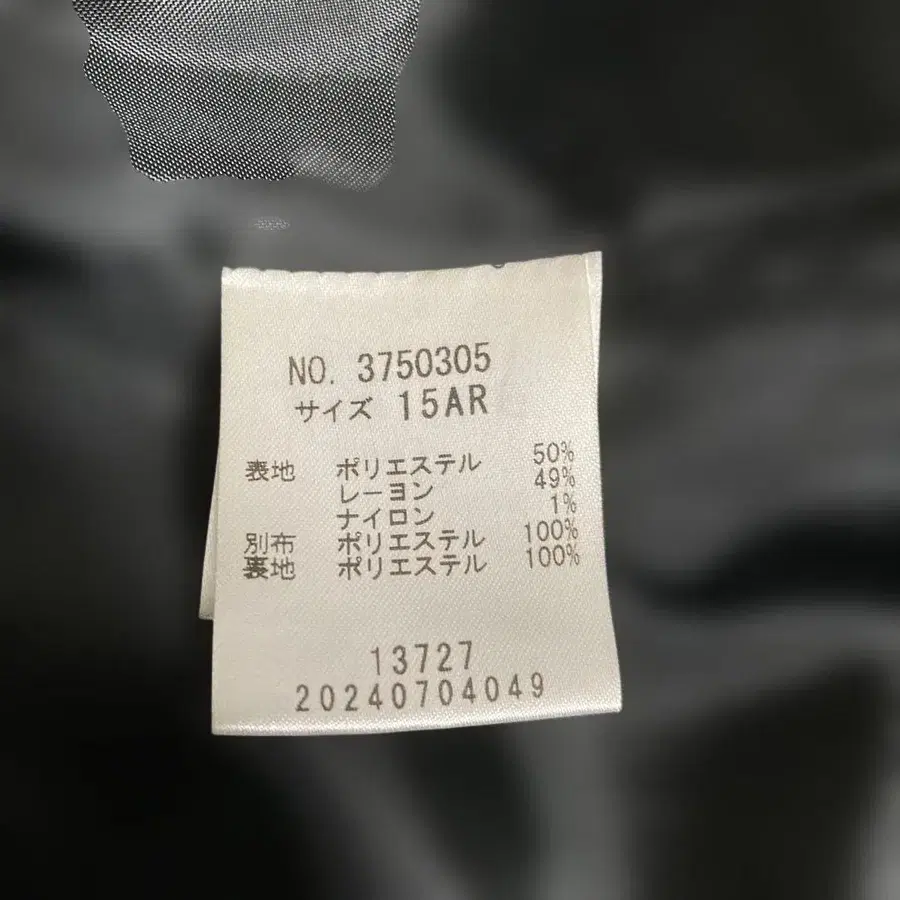 NO. 3750305
サイズ 15AR
表地 ポリエステル 50%
レーヨン 49%
ナイロン 1%
別布 ポリエステル 100%
裏地 ポリエステル 100%
13727
20240704049